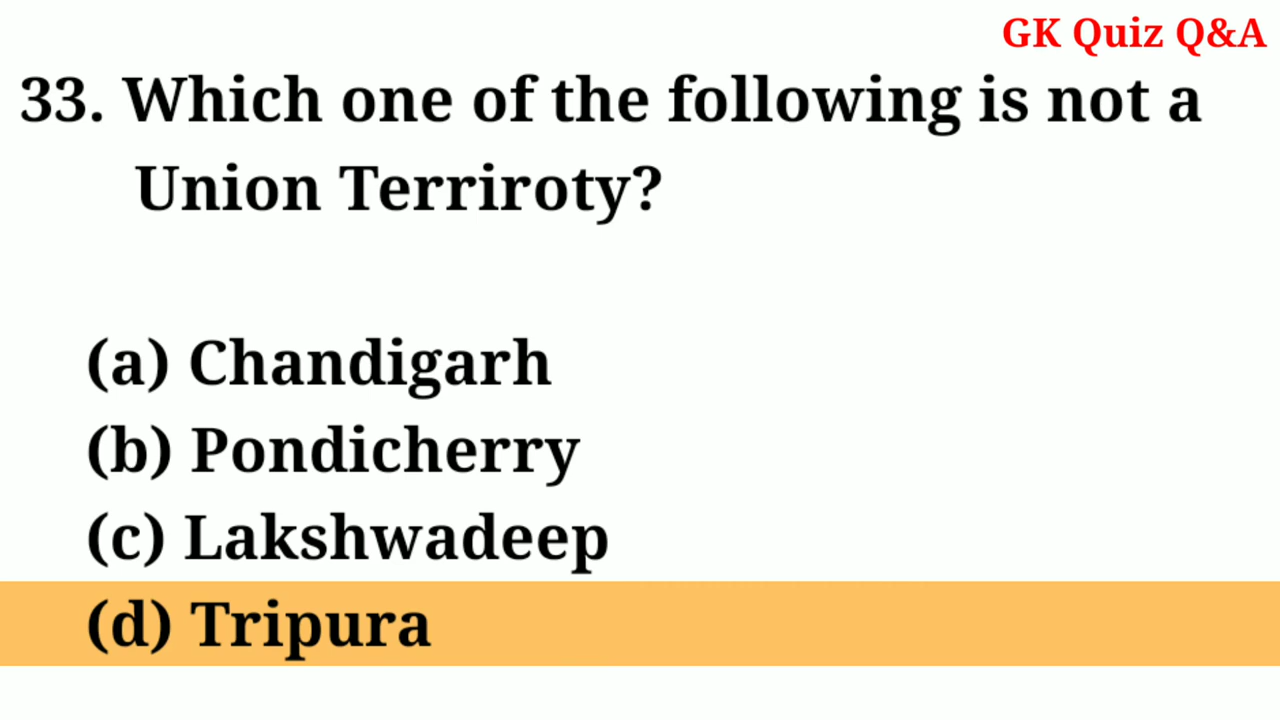 GK Quiz Q&A
33. Which one of the following is not a
Union Terriroty?
(a) Chandigarh
(b) Pondicherry
(c) Lakshwadeep
(d) Tripura